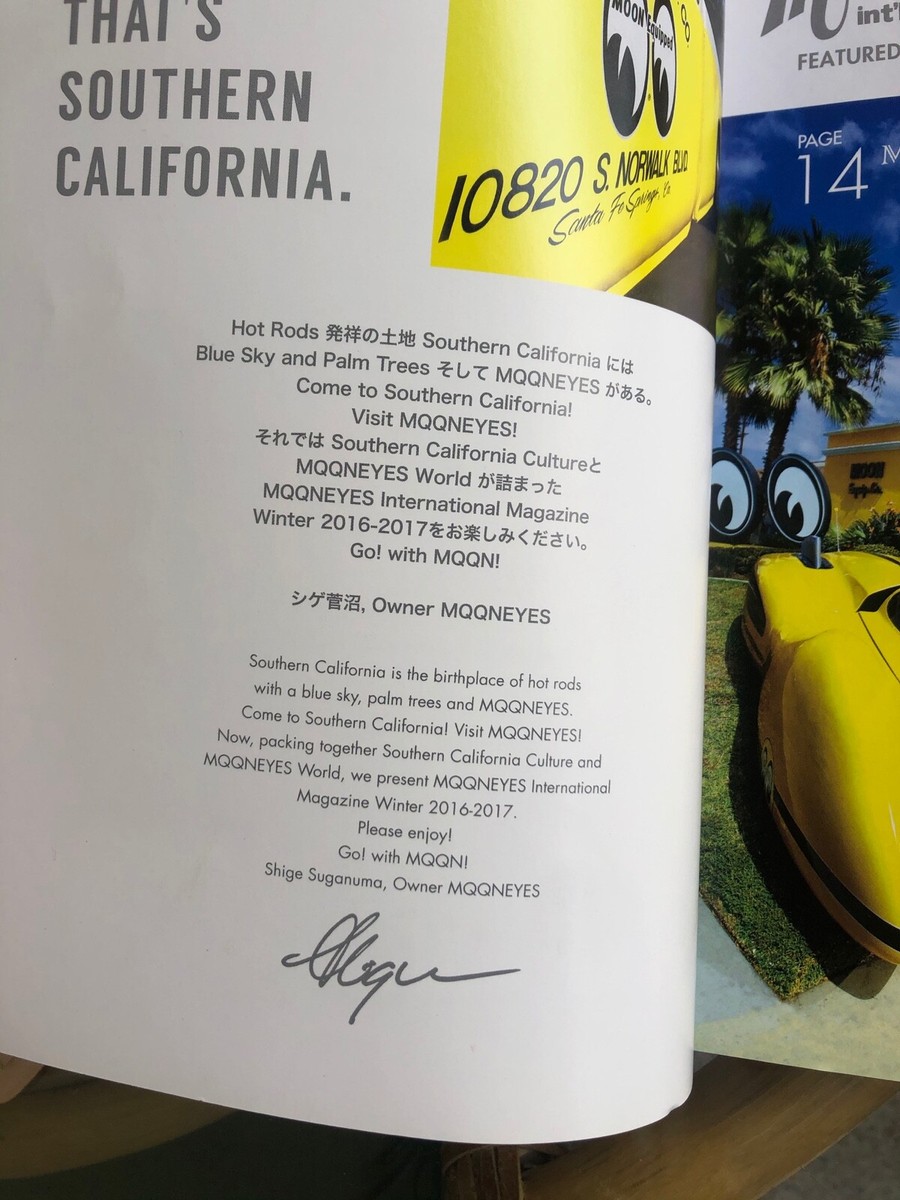 THAT'S
SOUTHERN
CALIFORNIA.
MOON Equipped
Co
10820 S. NORWALK BLVD.
Santa Fe Springs, Ca.
Hot Rods 発祥の土地 Southern California には
Blue Sky and Palm Trees そして MQQNEYES がある。
Come to Southern California!
Visit MQQNEYES!
それでは Southern California Cultureと
MQQNEYES World が詰まった
MQQNEYES International Magazine
Winter 2016-2017をお楽しみください。
Go! with MQQN!
シゲ菅沼, Owner MQQNEYES
Southern California is the birthplace of hot rods
with a blue sky, palm trees and MQQNEYES.
Come to Southern California! Visit MQQNEYES!
Now, packing together Southern California Culture and
MQQNEYES World, we present MQQNEYES International
Magazine Winter 2016-2017.
Please enjoy!
Go! with MQQN!
Shige Suganuma, Owner MQQNEYES
int'l
FEATURED
PAGE
14
MOON
Equip. Co.